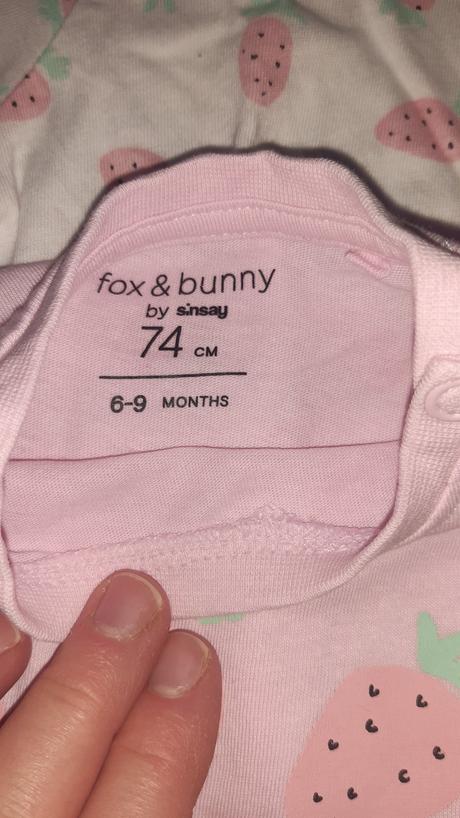 fox & bunny
by sinsay
74 CM
6-9 MONTHS